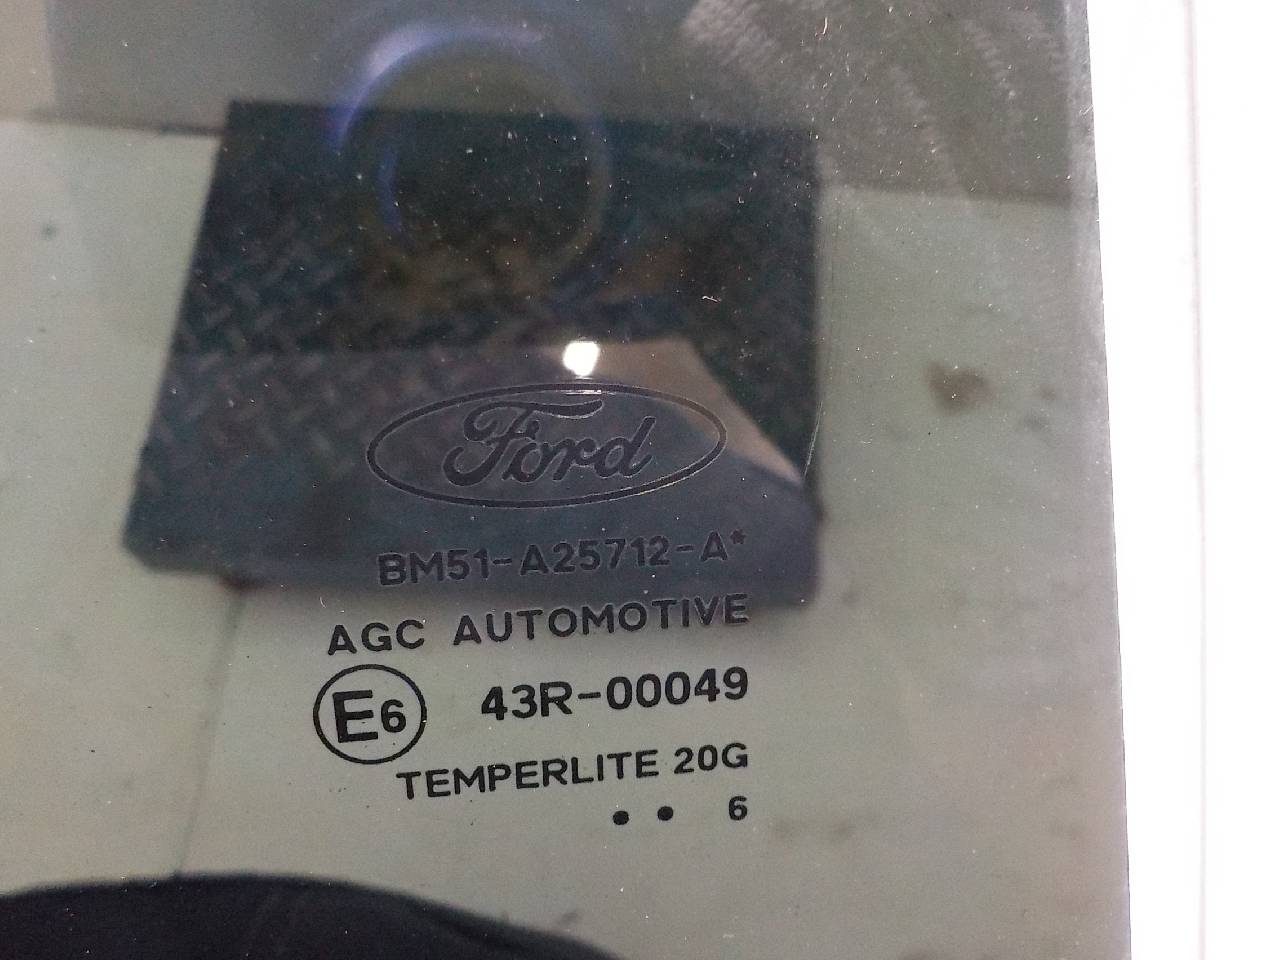 Ford
BM51-A25712-A*
AGC AUTOMOTIVE
E6 43R-00049
TEMPERLITE 20G
• • 6